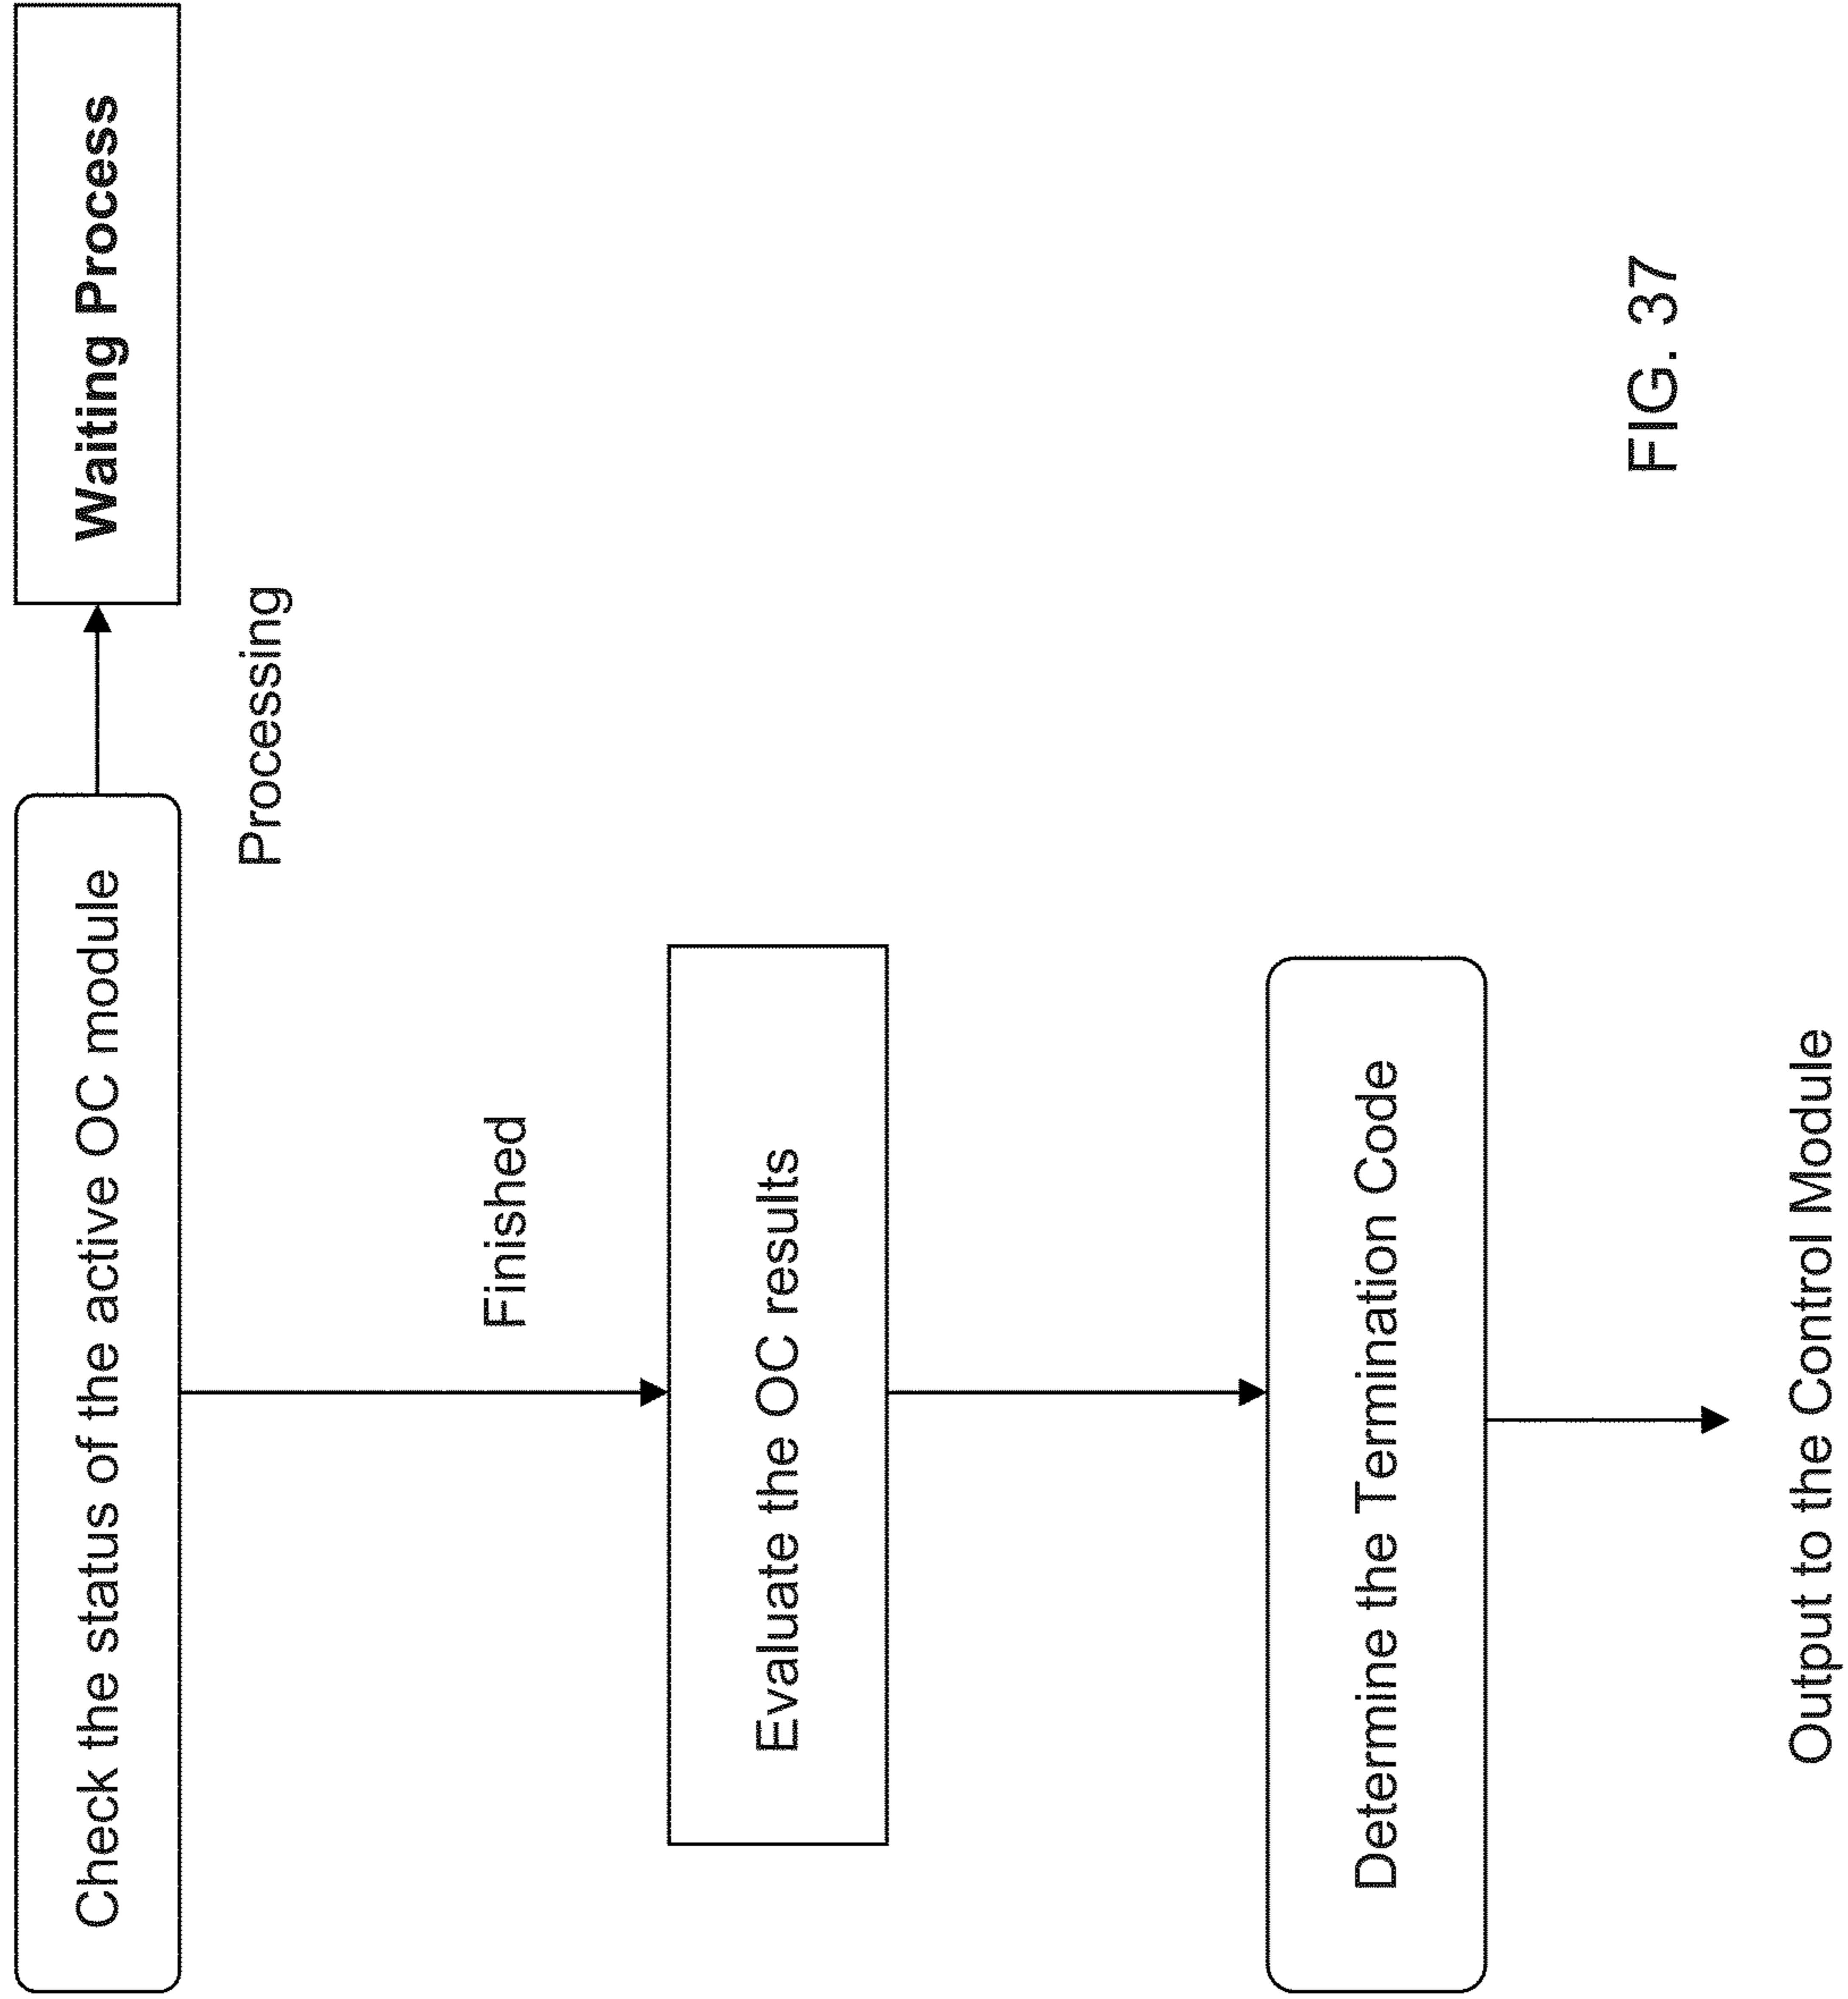 Check the status of the active OC module
Waiting Process
Processing
Finished
Evaluate the OC results
Determine the Termination Code
Output to the Control Module
FIG. 37